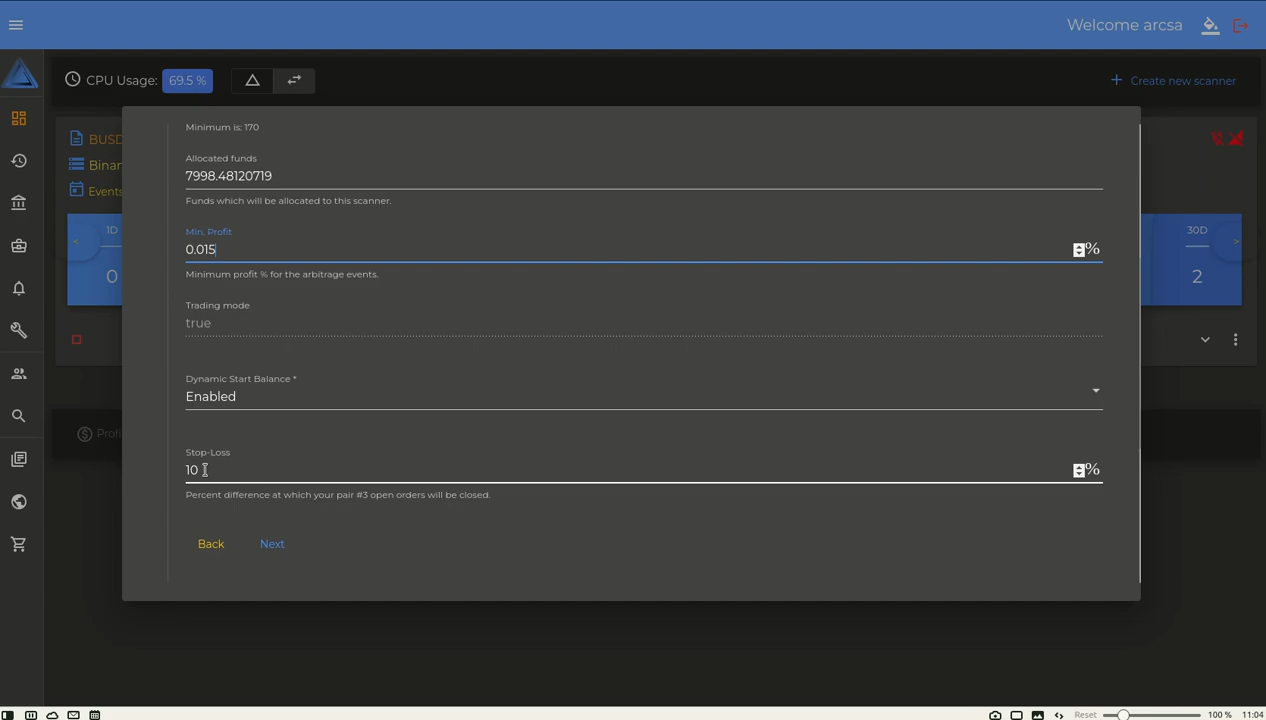 Welcome arcsa
CPU Usage: 69.5 %
Create new scanner
BUSD
Binan
Events
1D
0
<
30D
2
>
Profi
Minimum is: 170
Allocated funds
7998.48120719
Funds which will be allocated to this scanner.
Min. Profit
0.015
%
Minimum profit % for the arbitrage events.
Trading mode
true
Dynamic Start Balance *
Enabled
Stop-Loss
10
%
Percent difference at which your pair #3 open orders will be closed.
Back
Next
Reset
100 %
11:04